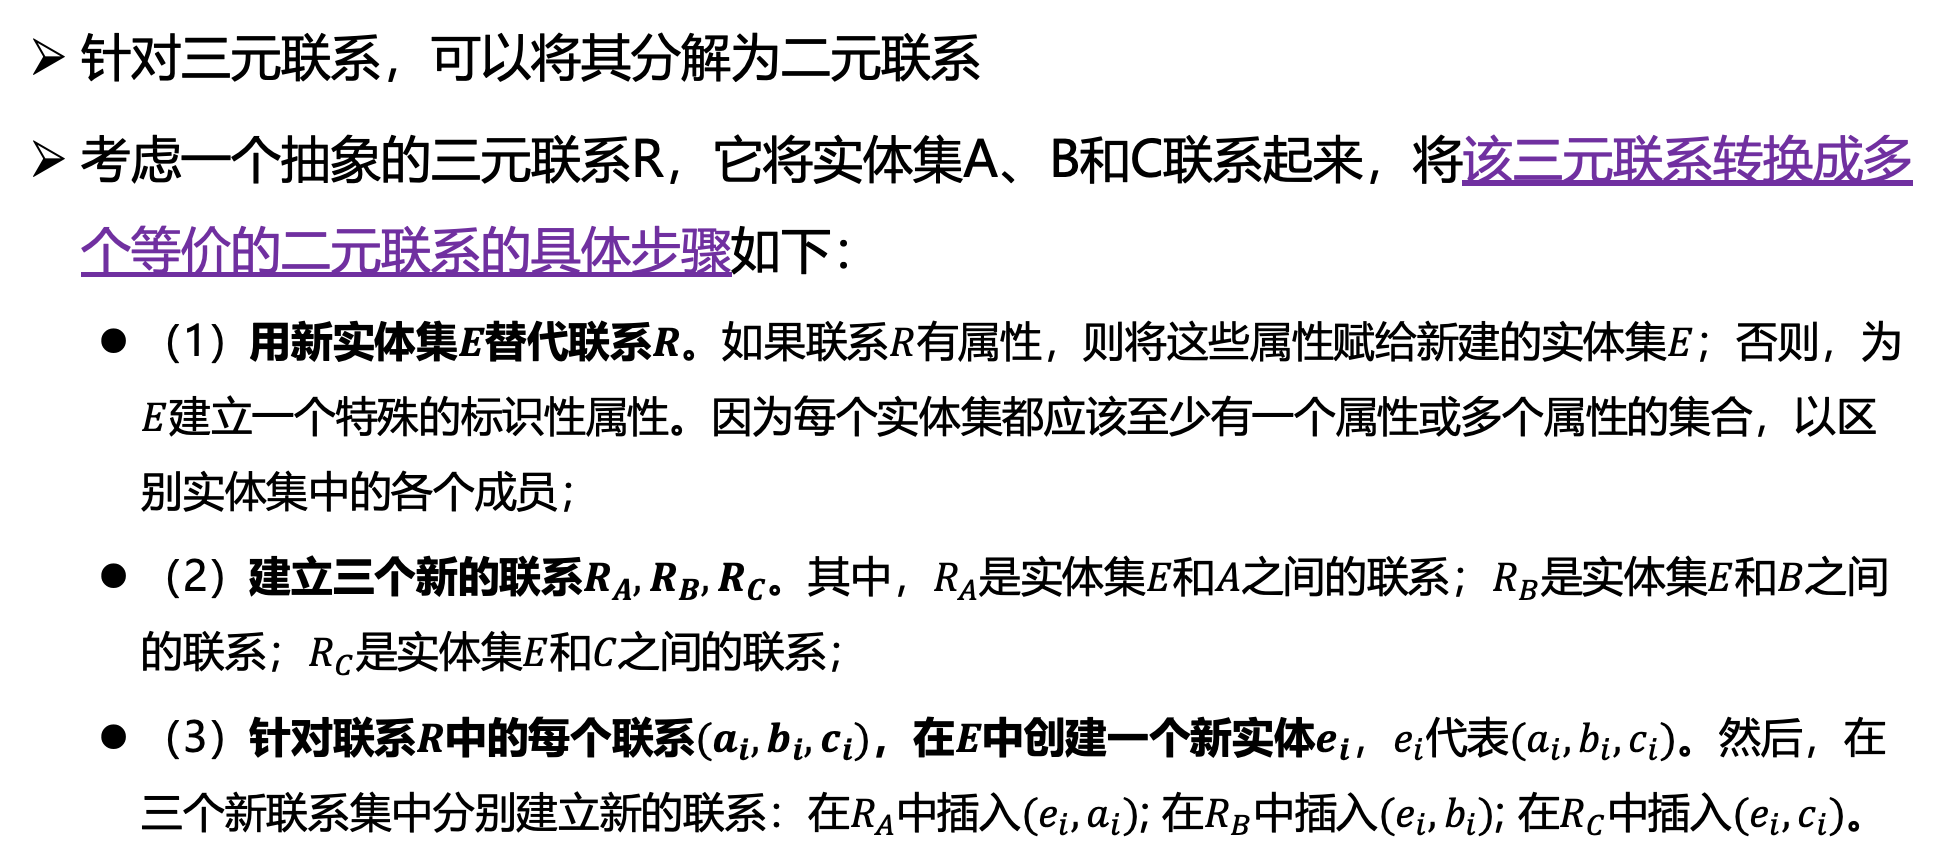 ➢ 针对三元联系，可以将其分解为二元联系
➢ 考虑一个抽象的三元联系R，它将实体集A、B和C联系起来，将该三元联系转换成多
个等价的二元联系的具体步骤如下：
● （1）用新实体集E替代联系R。如果联系R有属性，则将这些属性赋给新建的实体集E；否则，为
E建立一个特殊的标识性属性。因为每个实体集都应该至少有一个属性或多个属性的集合，以区
别实体集中的各个成员；
● （2）建立三个新的联系R_A, R_B, R_C。其中，R_A是实体集E和A之间的联系；R_B是实体集E和B之间
的联系；R_C是实体集E和C之间的联系；
● （3）针对联系R中的每个联系(a_i, b_i, c_i)，在E中创建一个新实体e_i，e_i代表(a_i, b_i, c_i)。然后，在
三个新联系集中分别建立新的联系：在R_A中插入(e_i, a_i); 在R_B中插入(e_i, b_i); 在R_C中插入(e_i, c_i)。